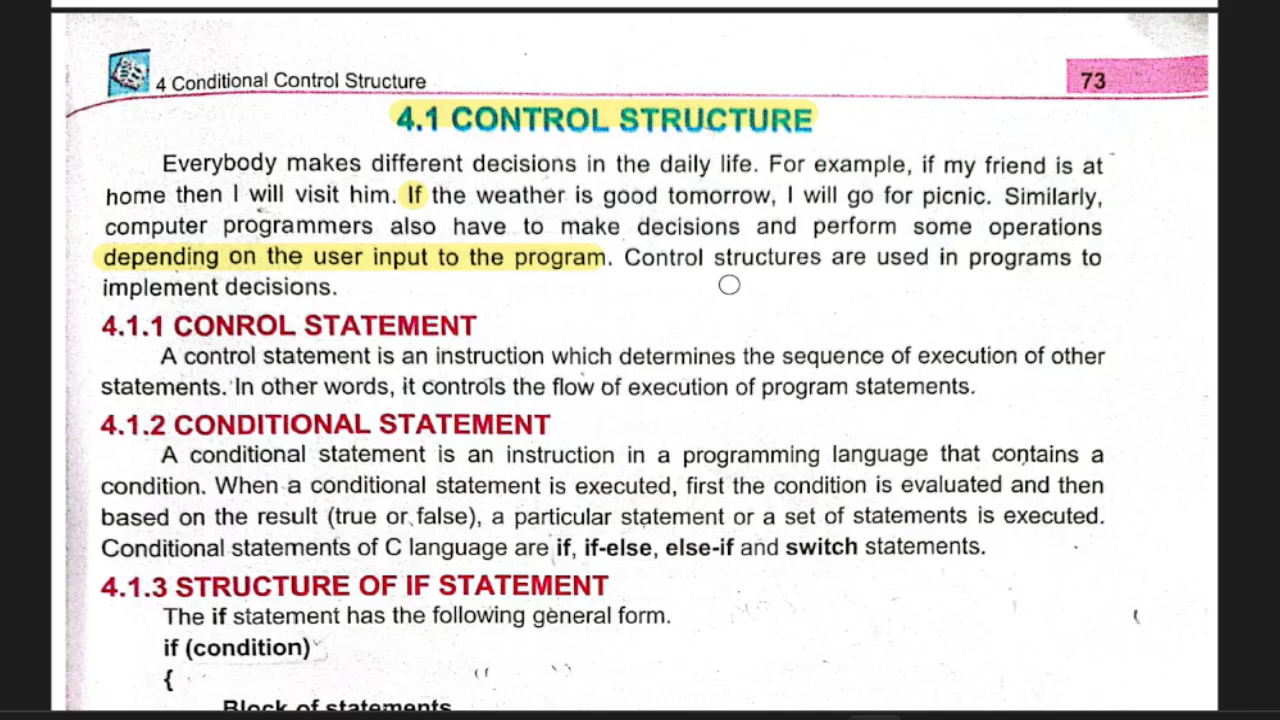 4 Conditional Control Structure
73
4.1 CONTROL STRUCTURE
Everybody makes different decisions in the daily life. For example, if my friend is at
home then I will visit him. If the weather is good tomorrow, I will go for picnic. Similarly,
computer programmers also have to make decisions and perform some operations
depending on the user input to the program. Control structures are used in programs to
implement decisions.
4.1.1 CONROL STATEMENT
A control statement is an instruction which determines the sequence of execution of other
statements. In other words, it controls the flow of execution of program statements.
4.1.2 CONDITIONAL STATEMENT
A conditional statement is an instruction in a programming language that contains a
condition. When a conditional statement is executed, first the condition is evaluated and then
based on the result (true or false), a particular statement or a set of statements is executed.
Conditional statements of C language are if, if-else, else-if and switch statements.
4.1.3 STRUCTURE OF IF STATEMENT
The if statement has the following general form.
if (condition)
{
Block of statements